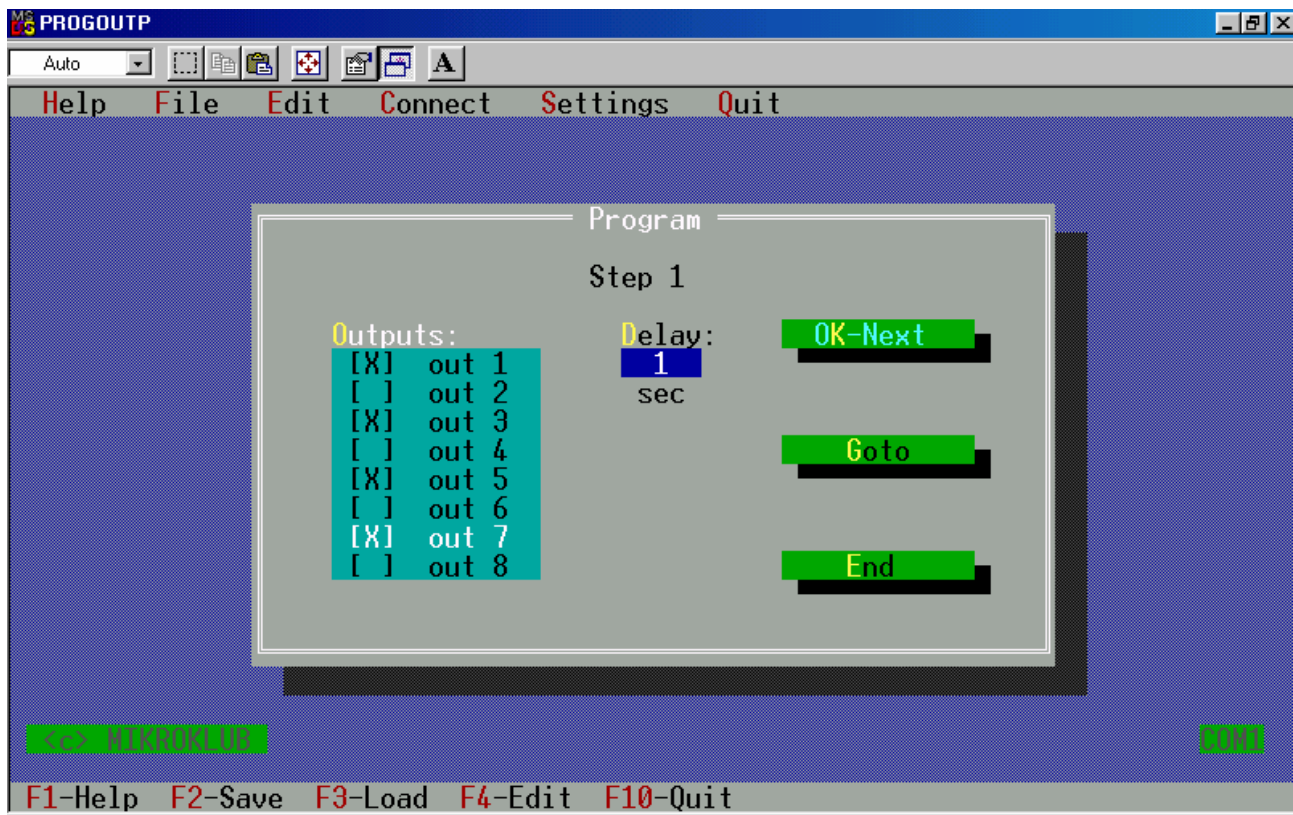 PROGOUTP
Auto A
Help File Edit Connect Settings Quit
Program
Step 1
Outputs: Delay: OK-Next
[X] out 1 1
[ ] out 2 sec
[X] out 3
[ ] out 4 Goto
[X] out 5
[ ] out 6
[X] out 7
[ ] out 8 End
<c> MIKROKLUB COM1
F1-Help F2-Save F3-Load F4-Edit F10-Quit